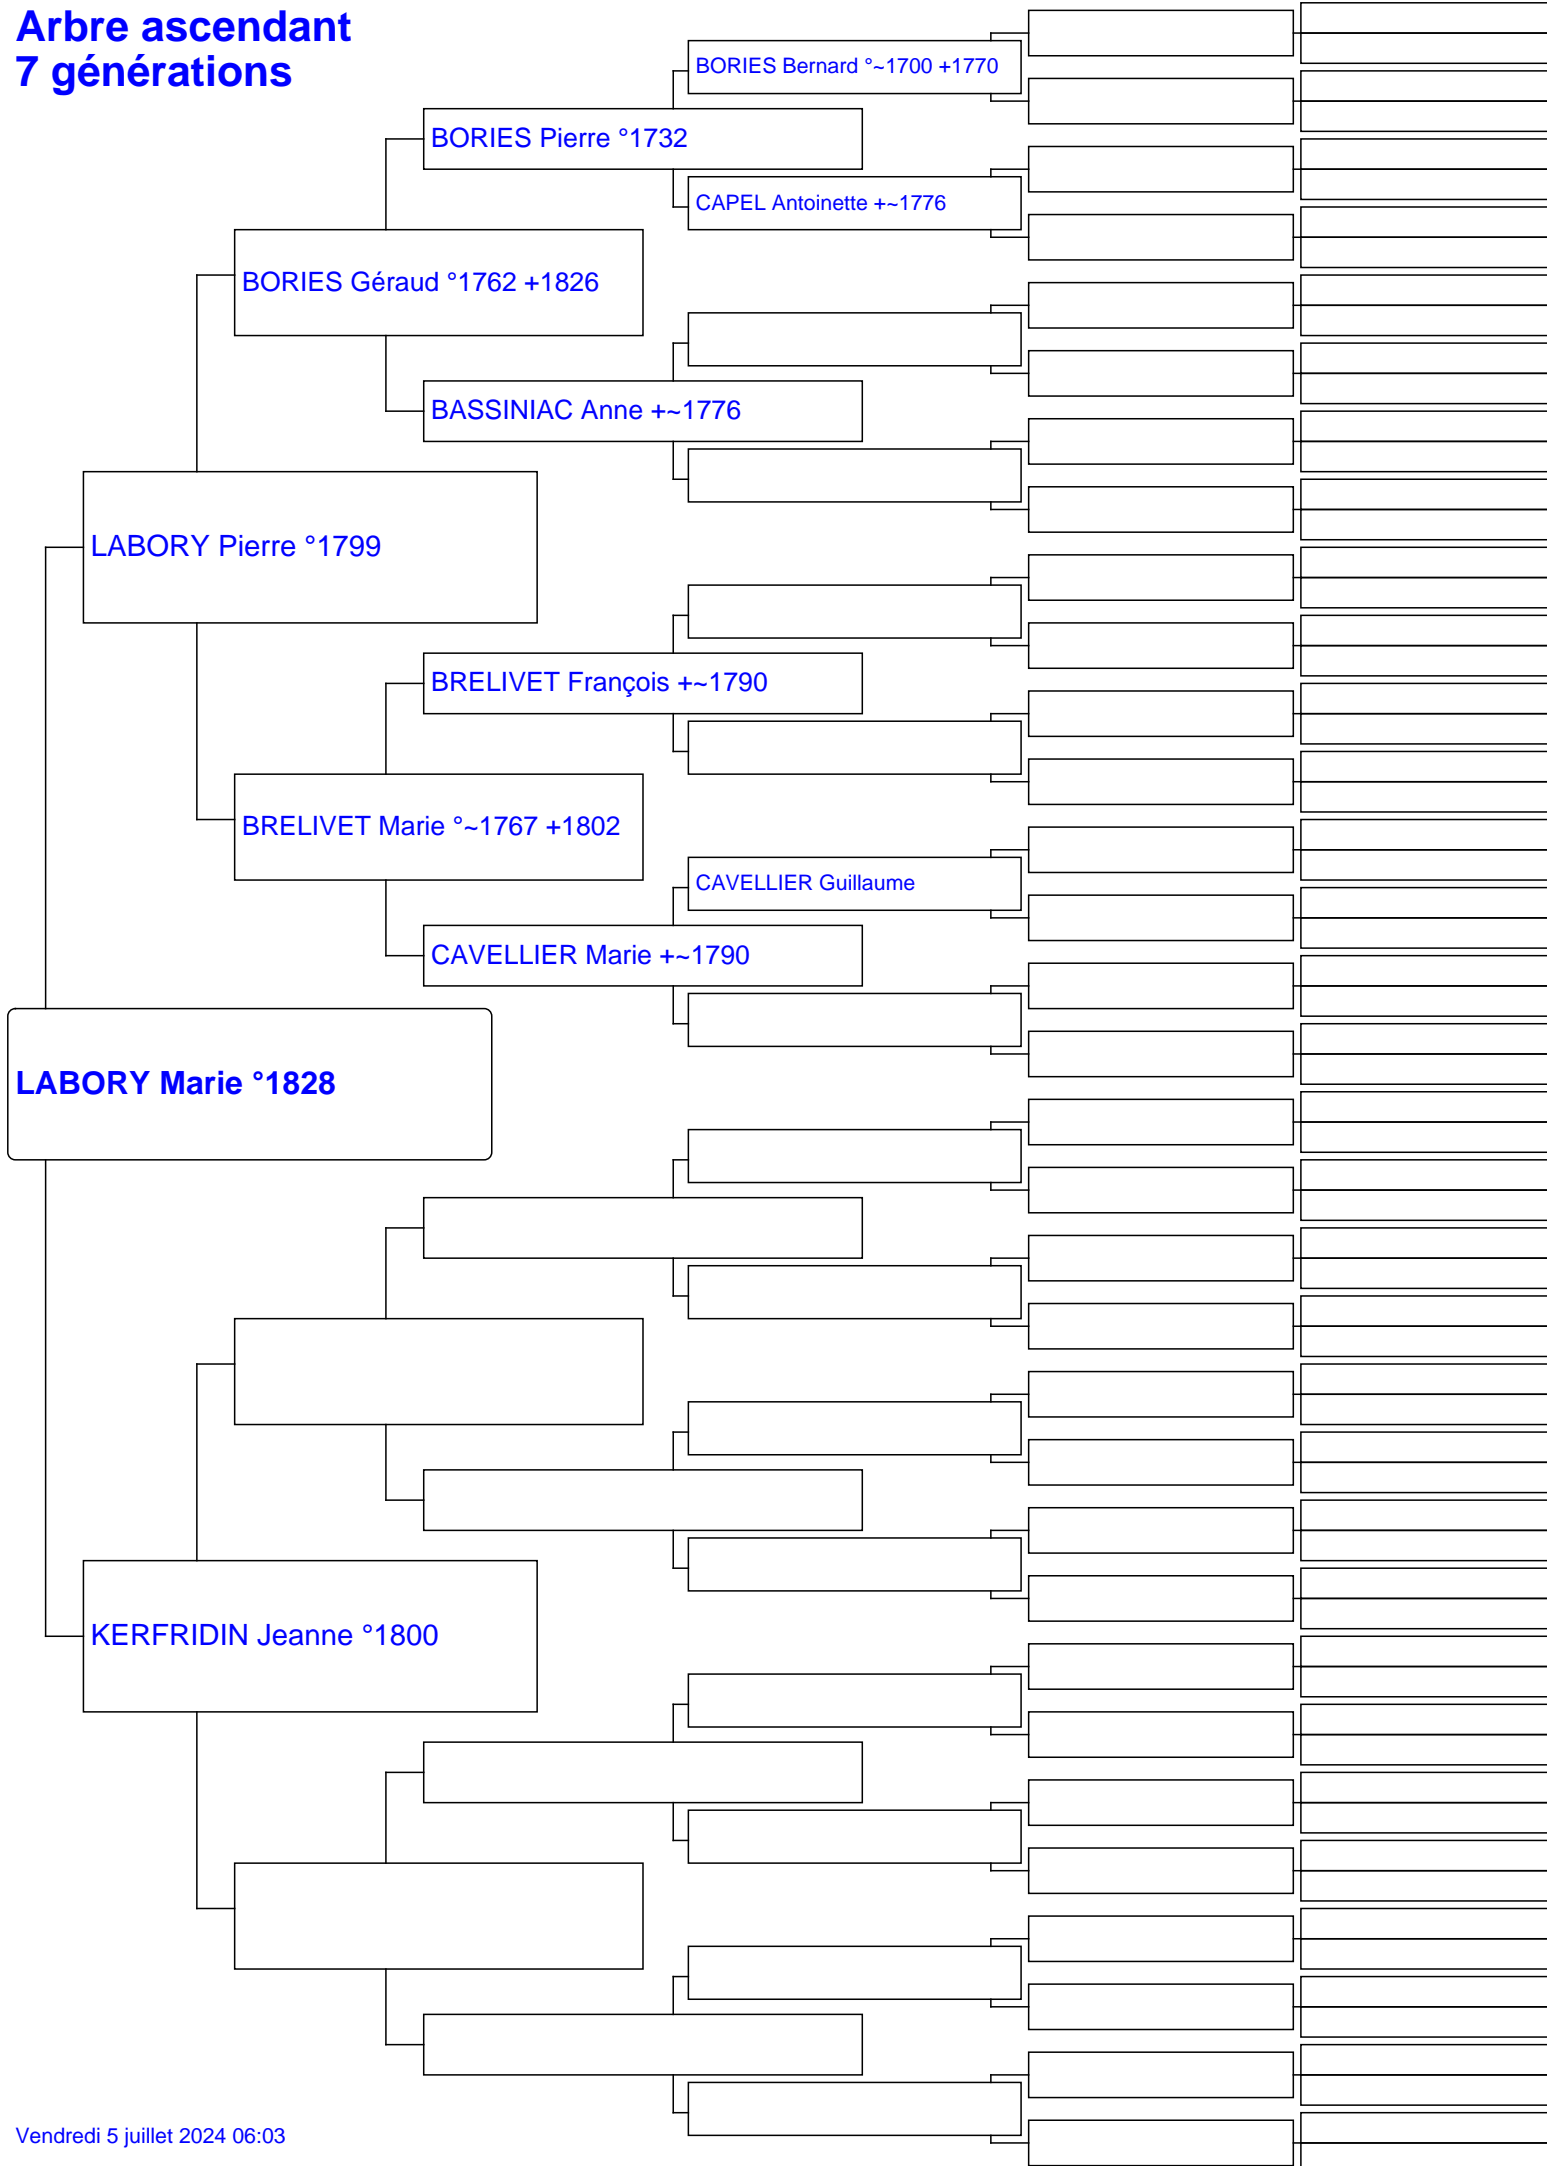 Arbre ascendant
7 générations
BORIES Bernard °~1700 +1770
BORIES Pierre °1732
CAPEL Antoinette +~1776
BORIES Géraud °1762 +1826
BASSINIAC Anne +~1776
LABORY Pierre °1799
BRELIVET François +~1790
BRELIVET Marie °~1767 +1802
CAVELLIER Guillaume
CAVELLIER Marie +~1790
LABORY Marie °1828
KERFRIDIN Jeanne °1800
Vendredi 5 juillet 2024 06:03